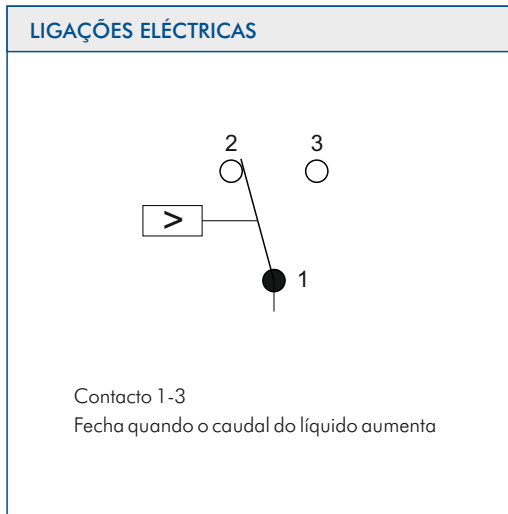 LIGAÇÕES ELÉCTRICAS
2 3
>
1
Contacto 1-3
Fecha quando o caudal do líquido aumenta